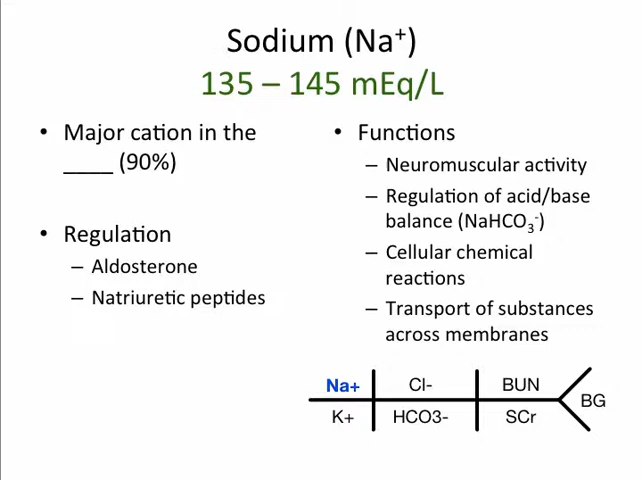 Sodium (Na⁺)
135 – 145 mEq/L
• Major cation in the
____ (90%)
• Regulation
– Aldosterone
– Natriuretic peptides
• Functions
– Neuromuscular activity
– Regulation of acid/base
balance (NaHCO₃⁻)
– Cellular chemical
reactions
– Transport of substances
across membranes
Na+ Cl- BUN
BG
K+ HCO3- SCr